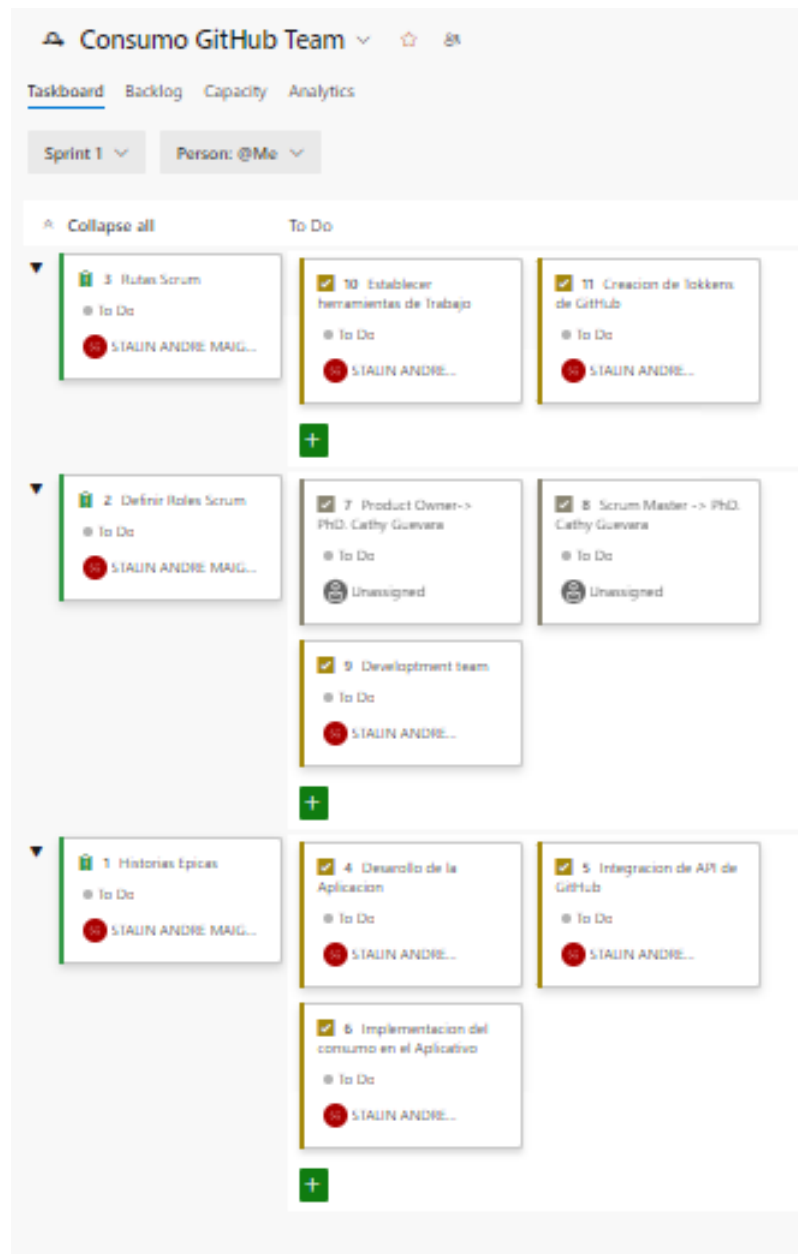 Consumo GitHub Team
Taskboard Backlog Capacity Analytics
Sprint 1 Person: @Me
Collapse all To Do
3 Rutas Scrum
To Do
STALIN ANDRE MAIG...
10 Establecer
herramientas de Trabajo
To Do
STALIN ANDRE...
11 Creacion de Tokkens
de GitHub
To Do
STALIN ANDRE...
2 Definir Roles Scrum
To Do
STALIN ANDRE MAIG...
7 Product Owner->
PhD. Cathy Guevara
To Do
Unassigned
8 Scrum Master -> PhD.
Cathy Guevara
To Do
Unassigned
9 Developtment team
To Do
STALIN ANDRE...
1 Historias Epicas
To Do
STALIN ANDRE MAIG...
4 Desarollo de la
Aplicacion
To Do
STALIN ANDRE...
5 Integracion de API de
GitHub
To Do
STALIN ANDRE...
6 Implementacion del
consumo en el Aplicativo
To Do
STALIN ANDRE...